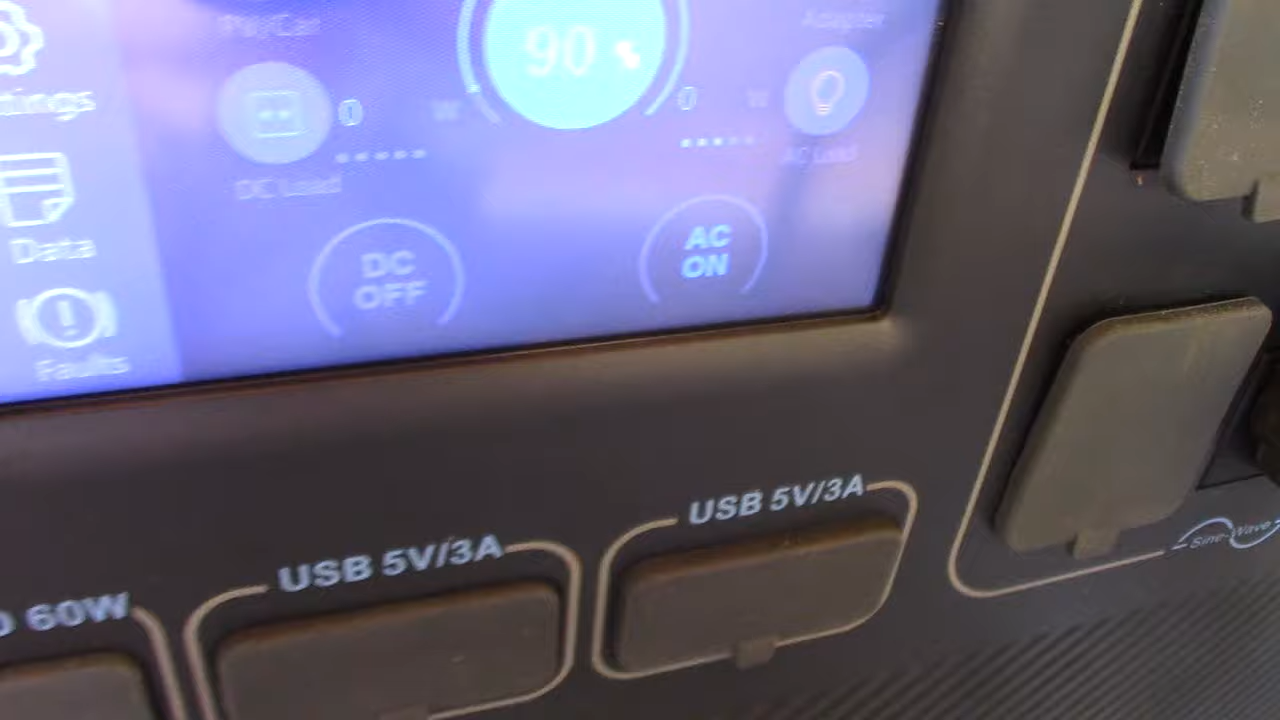 PV/Car
Adapter
90 %
ttings
0 W
0 W
DC Load
AC Load
Data
DC
OFF
AC
ON
Faults
USB 5V/3A
USB 5V/3A
60W
Sine-Wave